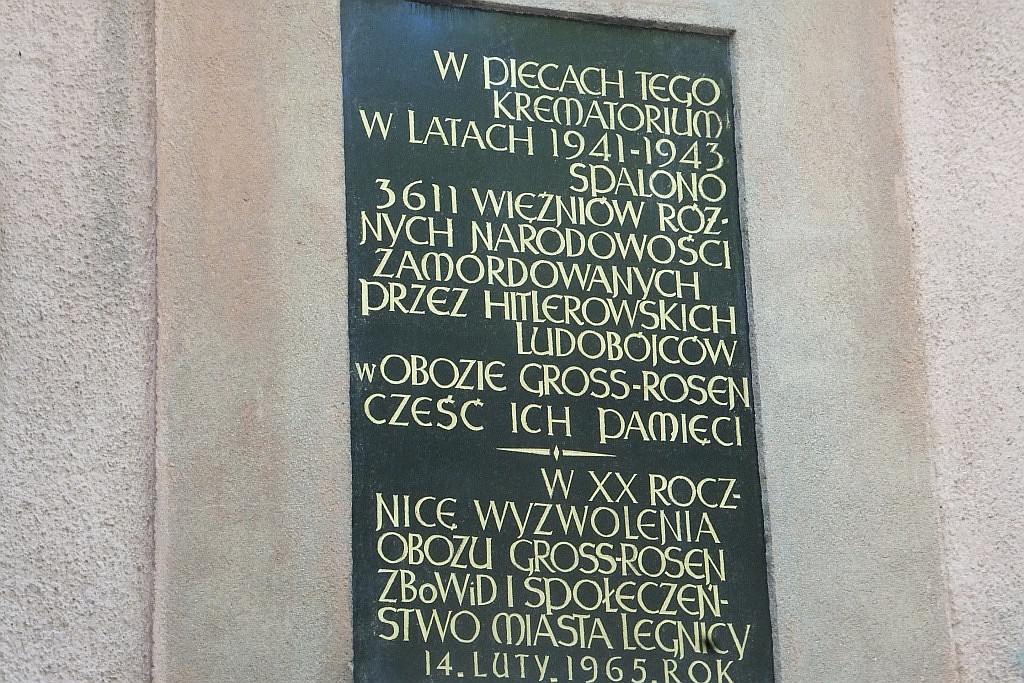 W PIECACH TEGO
KREMATORIUM
W LATACH 1941-1943
SPALONO
3611 WIĘŹNIÓW RÓŻ-
NYCH NARODOWOŚCI
ZAMORDOWANYCH
PRZEZ HITLEROWSKICH
LUDOBÓJCÓW
W OBOZIE GROSS-ROSEN
CZEŚĆ ICH PAMIĘCI
W XX ROCZ-
NICĘ WYZWOLENIA
OBOZU GROSS-ROSEN
ZBoWiD I SPOŁECZEŃ-
STWO MIASTA LEGNICY
14. LUTY. 1965. ROK